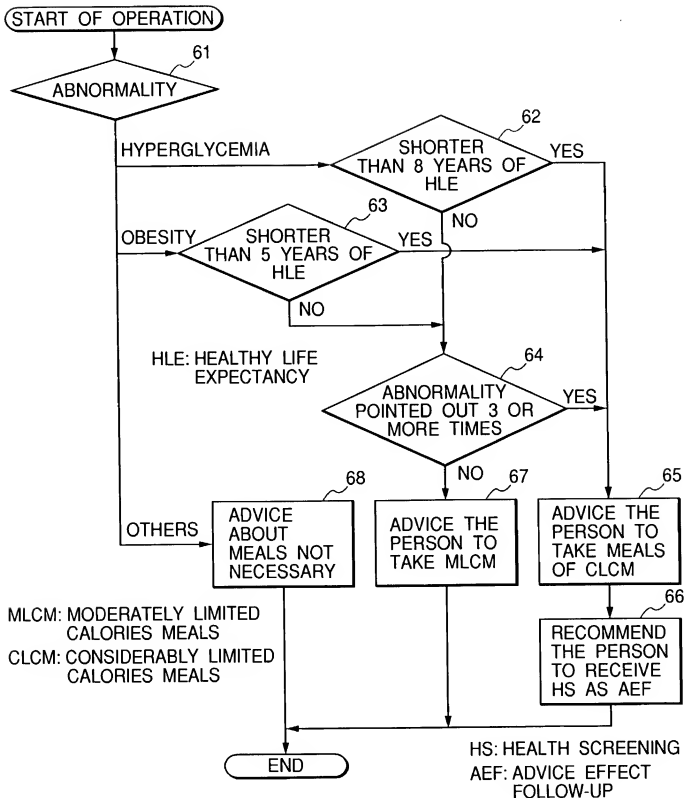 START OF OPERATION
61
ABNORMALITY
62
HYPERGLYCEMIA
SHORTER
THAN 8 YEARS OF
HLE
YES
NO
63
OBESITY
SHORTER
THAN 5 YEARS OF
HLE
YES
NO
HLE: HEALTHY LIFE
EXPECTANCY
64
ABNORMALITY
POINTED OUT 3 OR
MORE TIMES
YES
NO
68
OTHERS
ADVICE
ABOUT
MEALS NOT
NECESSARY
67
ADVICE THE
PERSON TO
TAKE MLCM
65
ADVICE THE
PERSON TO
TAKE MEALS
OF CLCM
66
RECOMMEND
THE PERSON
TO RECEIVE
HS AS AEF
MLCM: MODERATELY LIMITED
CALORIES MEALS
CLCM: CONSIDERABLY LIMITED
CALORIES MEALS
END
HS: HEALTH SCREENING
AEF: ADVICE EFFECT
FOLLOW-UP